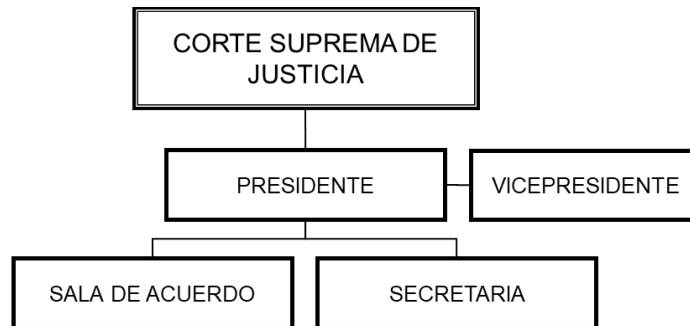 CORTE SUPREMA DE
JUSTICIA
PRESIDENTE
VICEPRESIDENTE
SALA DE ACUERDO
SECRETARIA